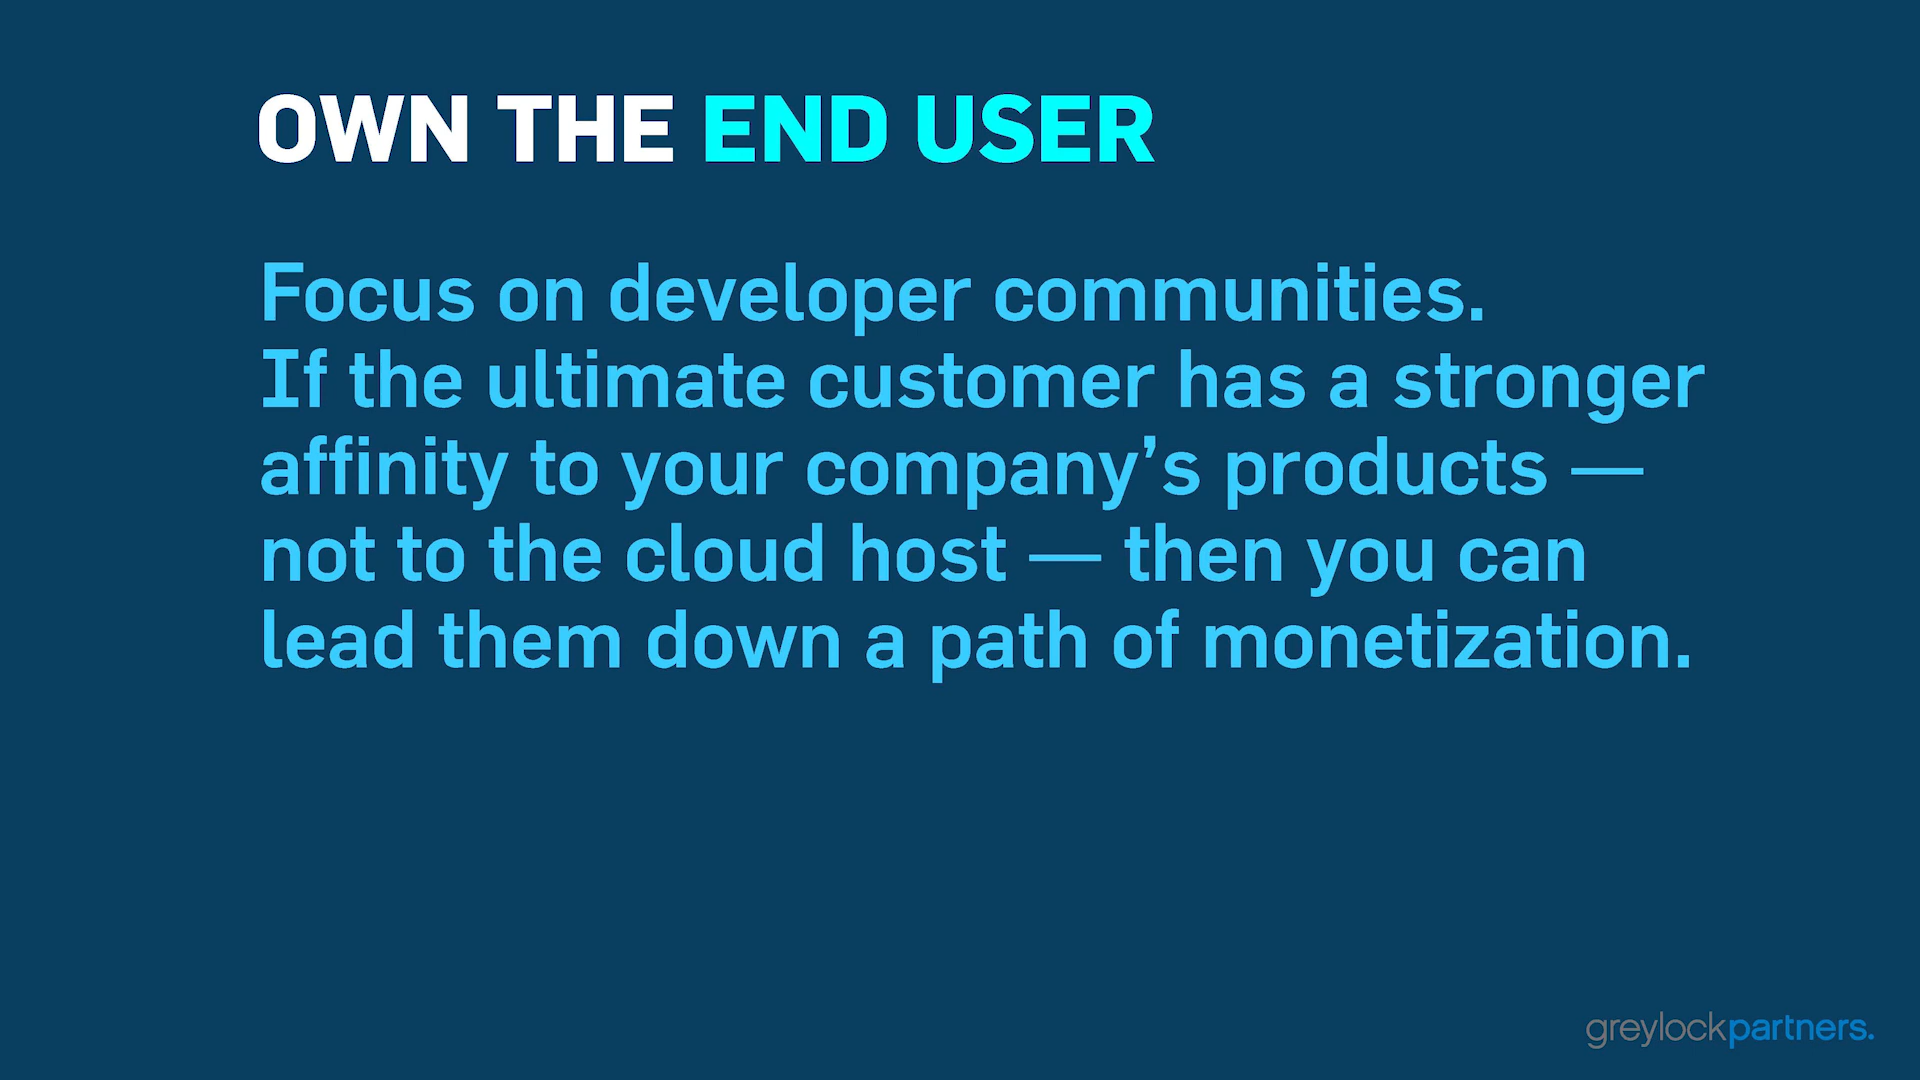 OWN THE END USER
Focus on developer communities.
If the ultimate customer has a stronger
affinity to your company’s products —
not to the cloud host — then you can
lead them down a path of monetization.
greylockpartners.